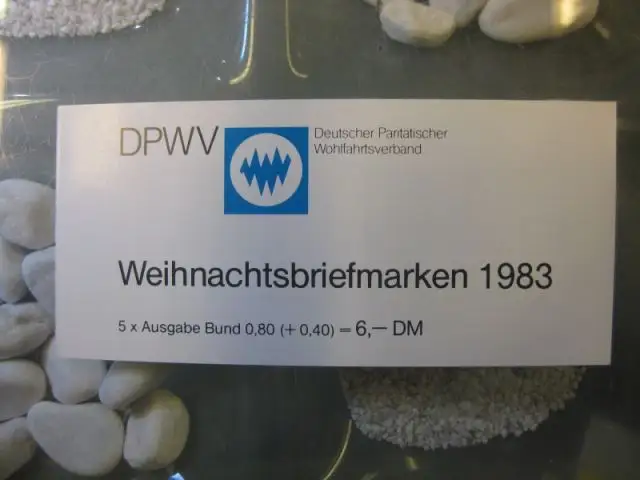 DPWV
Deutscher Paritätischer
Wohlfahrtsverband
Weihnachtsbriefmarken 1983
5 x Ausgabe Bund 0,80 (+ 0,40) = 6,— DM